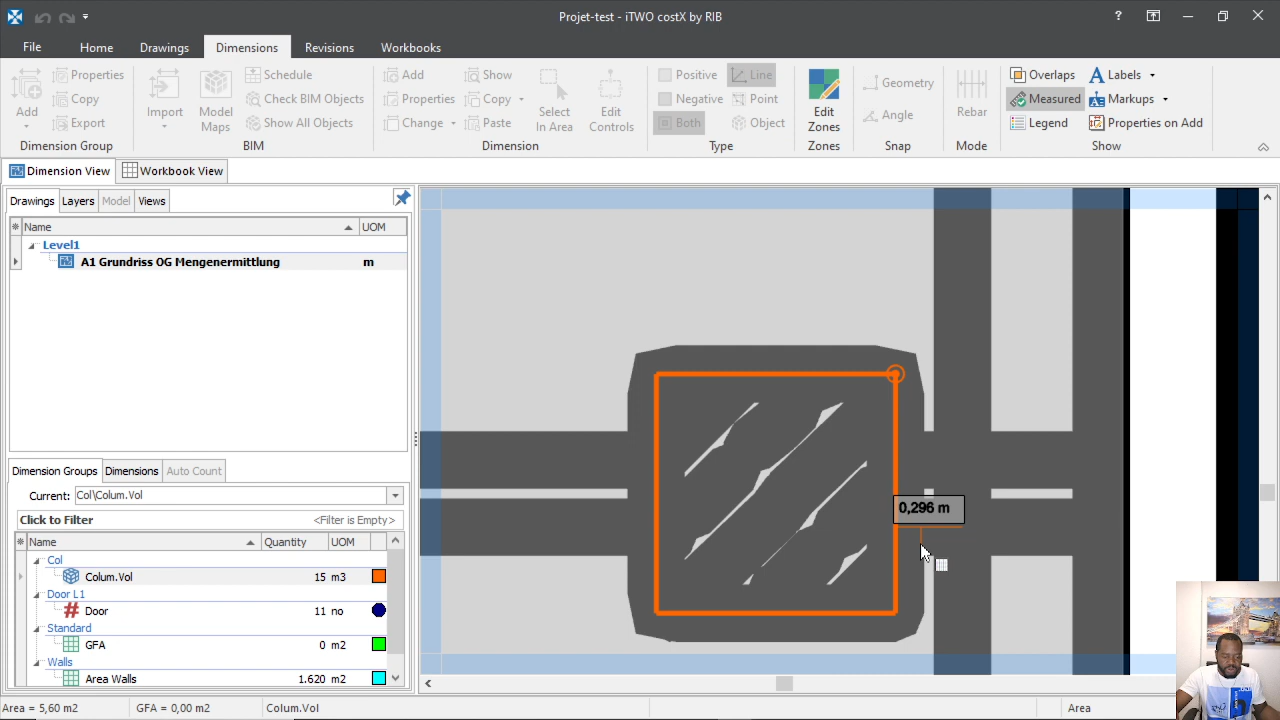 Projet-test - iTWO costX by RIB
File Home Drawings Dimensions Revisions Workbooks
Add Properties Copy Export
Dimension Group
Import Model Maps Schedule Check BIM Objects Show All Objects
BIM
Add Properties Change Show Copy Paste Select In Area Edit Controls
Dimension
Positive Negative Both Line Point Object
Type
Edit Zones
Zones
Geometry Angle
Snap
Rebar
Mode
Overlaps Measured Legend Labels Markups Properties on Add
Show
Dimension View Workbook View
Drawings Layers Model Views
Name UOM
Level1
A1 Grundriss OG Mengenermittlung m
Dimension Groups Dimensions Auto Count
Current: Col\Colum.Vol
Click to Filter <Filter is Empty>
Name Quantity UOM
Col
Colum.Vol 15 m3
Door L1
Door 11 no
Standard
GFA 0 m2
Walls
Area Walls 1.620 m2
0,296 m
Area = 5,60 m2 GFA = 0,00 m2 Colum.Vol Area